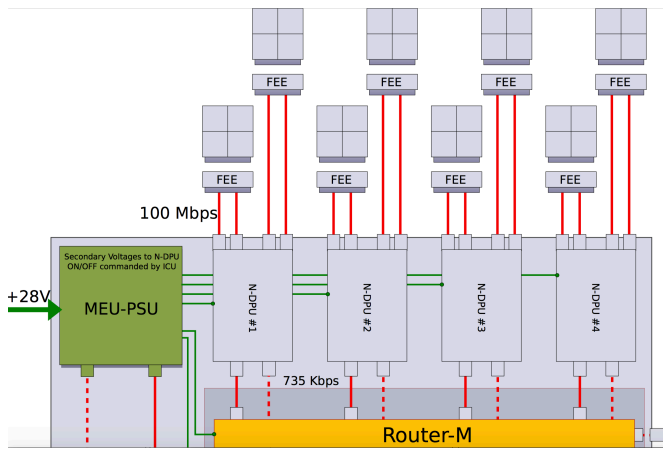 FEE
FEE
FEE
FEE
FEE
FEE
FEE
FEE
100 Mbps
Secondary Voltages to N-DPU
ON/OFF commanded by ICU
+28V
MEU-PSU
N-DPU #1
N-DPU #2
N-DPU #3
N-DPU #4
735 Kbps
Router-M